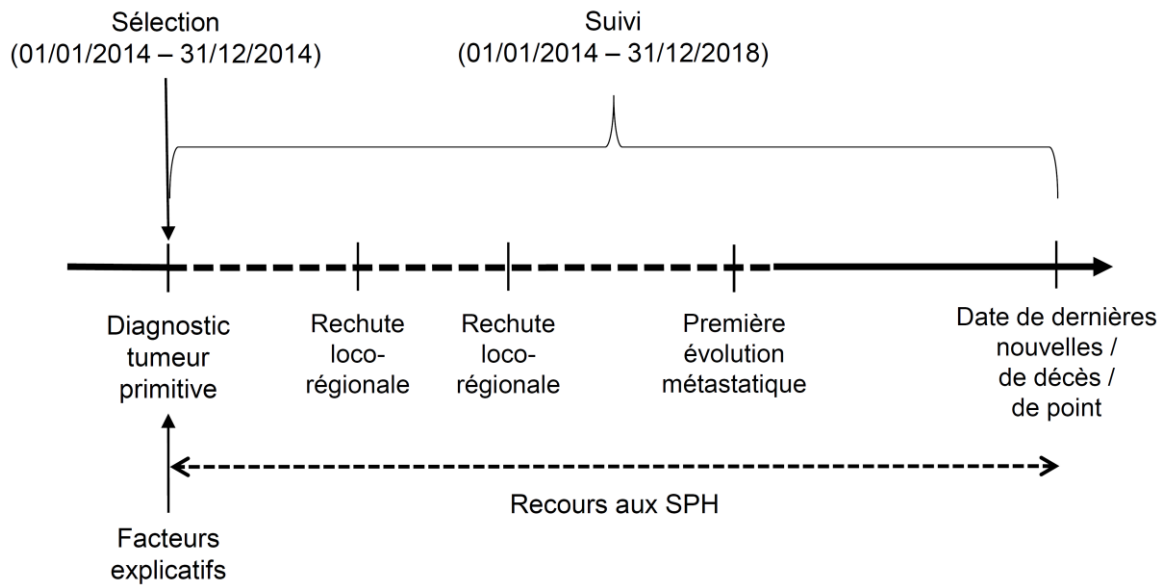 Sélection
(01/01/2014 – 31/12/2014)
Suivi
(01/01/2014 – 31/12/2018)
Diagnostic
tumeur
primitive
Rechute
loco-
régionale
Rechute
loco-
régionale
Première
évolution
métastatique
Date de dernières
nouvelles /
de décès /
de point
Recours aux SPH
Facteurs
explicatifs